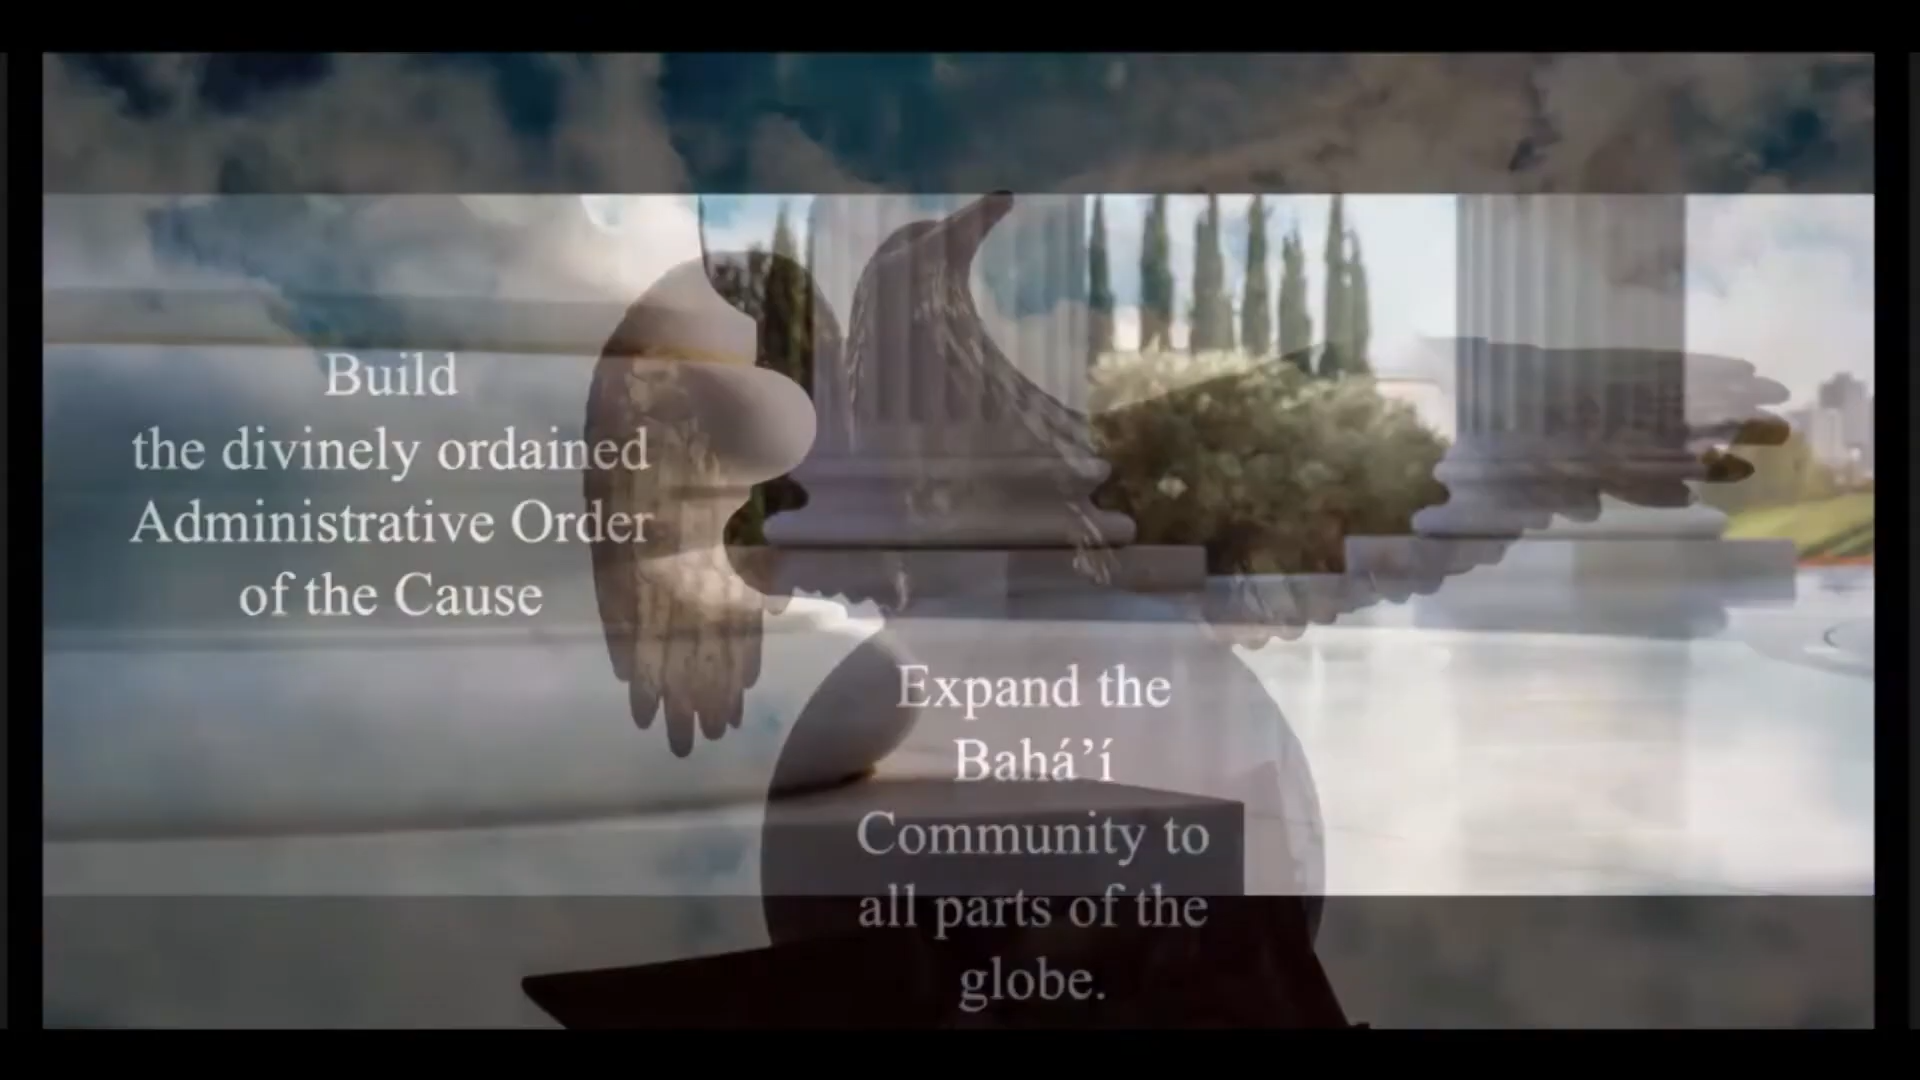 Build
the divinely ordained
Administrative Order
of the Cause
Expand the
Bahá’í
Community to
all parts of the
globe.